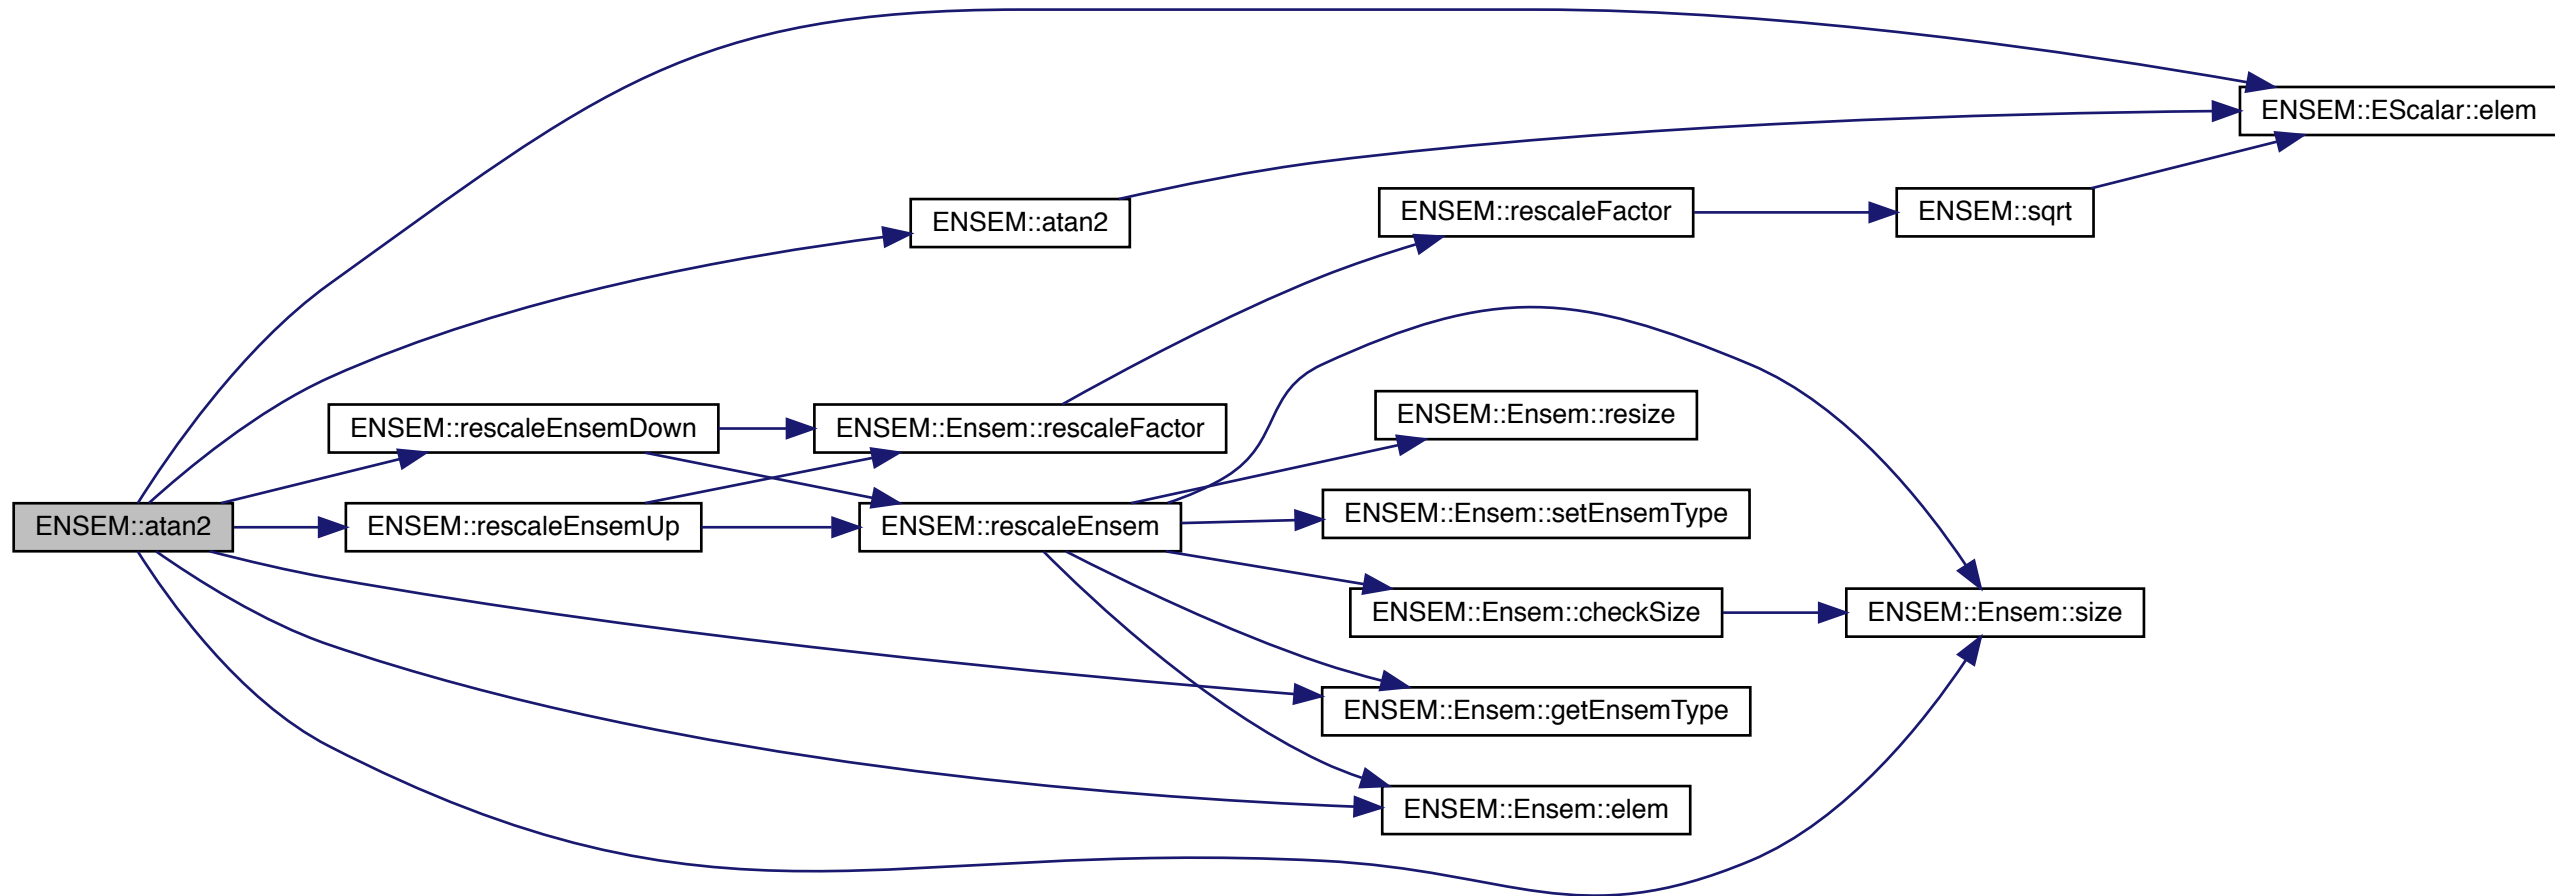 ENSEM::EScalar::elem
ENSEM::atan2
ENSEM::rescaleFactor
ENSEM::sqrt
ENSEM::rescaleEnsemDown
ENSEM::Ensem::rescaleFactor
ENSEM::Ensem::resize
ENSEM::atan2
ENSEM::rescaleEnsemUp
ENSEM::rescaleEnsem
ENSEM::Ensem::setEnsemType
ENSEM::Ensem::checkSize
ENSEM::Ensem::size
ENSEM::Ensem::getEnsemType
ENSEM::Ensem::elem